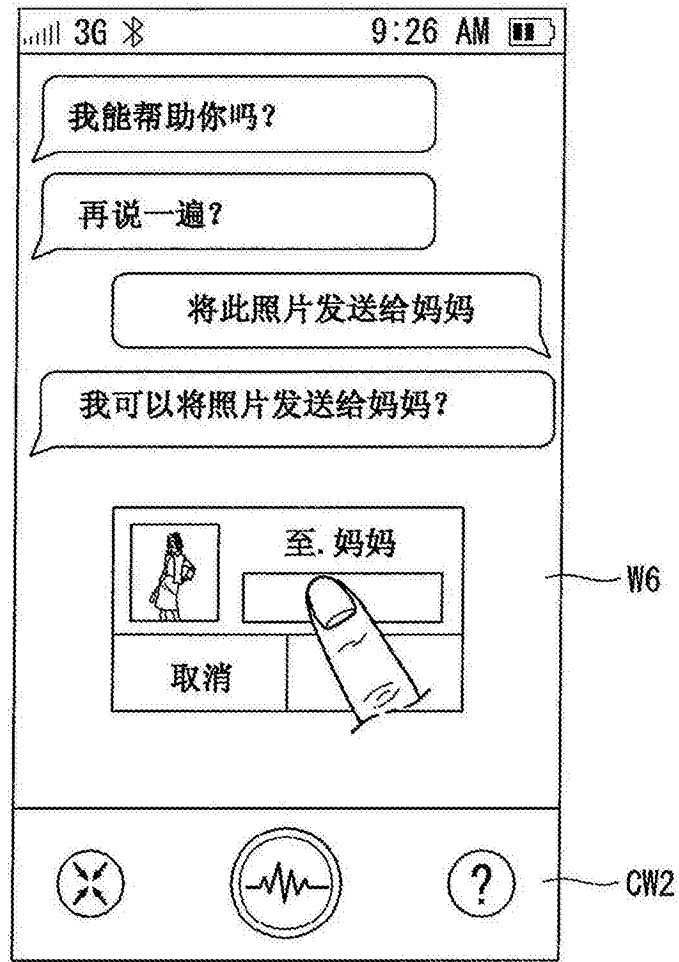 3G 9:26 AM
我能帮助你吗?
再说一遍?
将此照片发送给妈妈
我可以将照片发送给妈妈?
至.妈妈
W6
取消
?
CW2